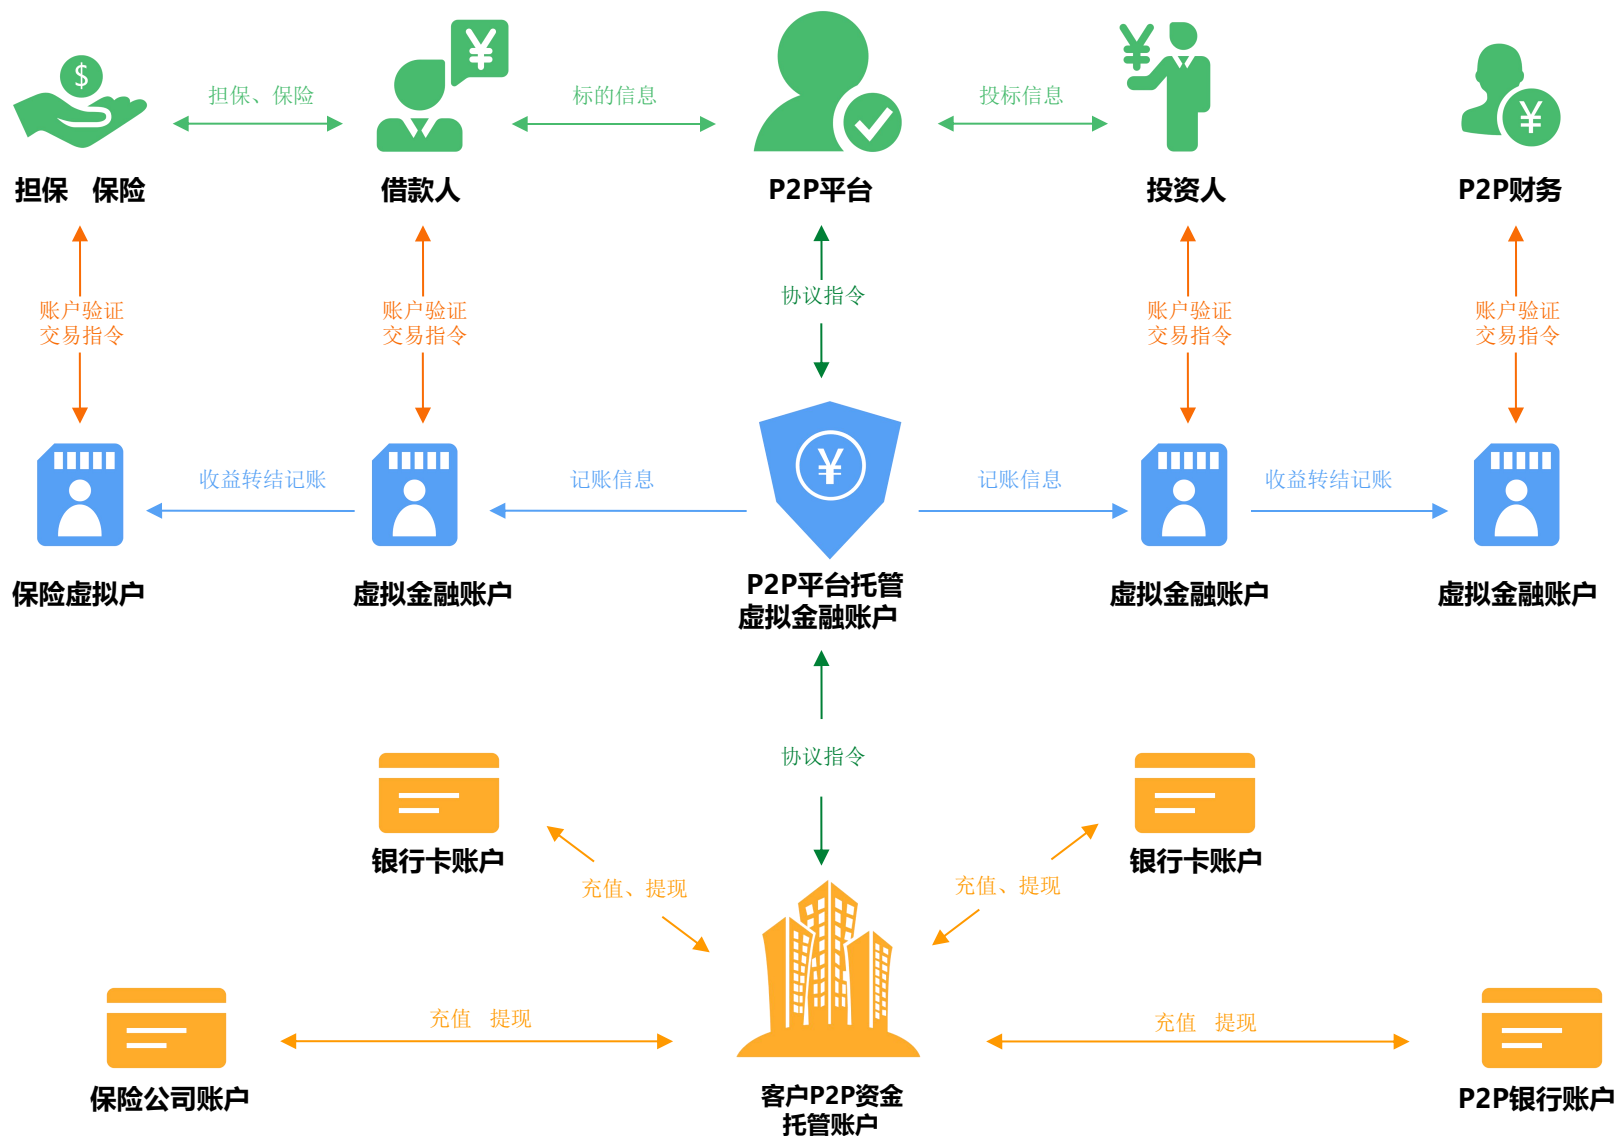 $
¥
¥
¥
担保、保险
标的信息
投标信息
担保 保险
借款人
P2P平台
投资人
P2P财务
账户验证
交易指令
账户验证
交易指令
协议指令
账户验证
交易指令
账户验证
交易指令
¥
收益转结记账
记账信息
记账信息
收益转结记账
保险虚拟户
虚拟金融账户
P2P平台托管
虚拟金融账户
虚拟金融账户
虚拟金融账户
协议指令
银行卡账户
银行卡账户
充值、提现
充值、提现
充值 提现
充值 提现
保险公司账户
客户P2P资金
托管账户
P2P银行账户